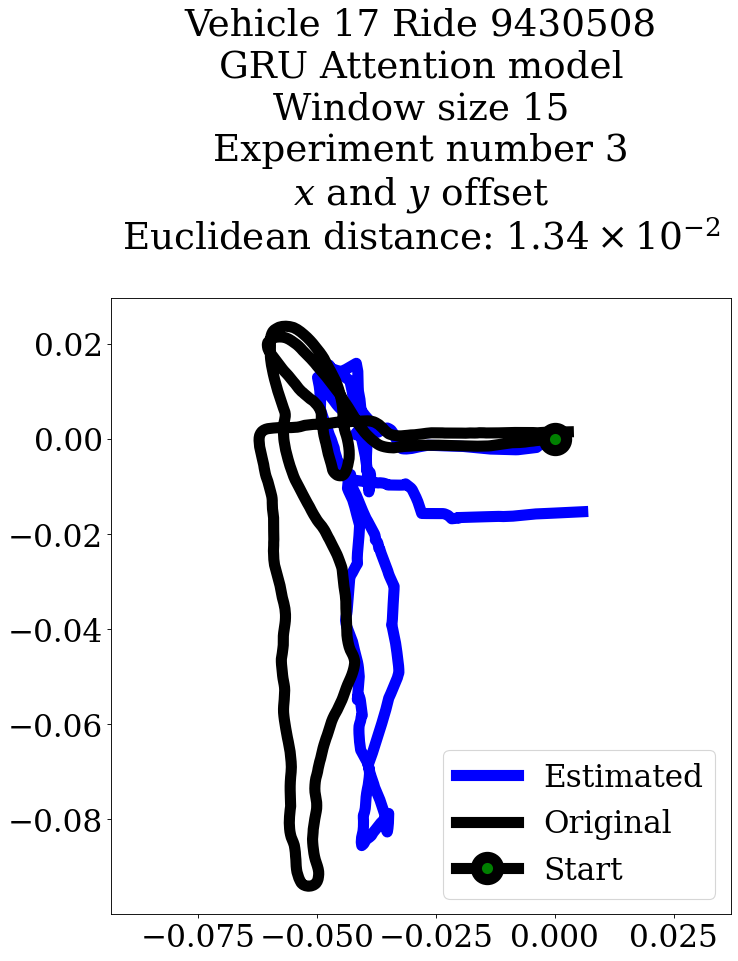 Vehicle 17 Ride 9430508
GRU Attention model
Window size 15
Experiment number 3
x and y offset
Euclidean distance: 1.34 × 10⁻²
0.02
0.00
−0.02
−0.04
−0.06
−0.08
Estimated
Original
Start
−0.075 −0.050 −0.025 0.000 0.025